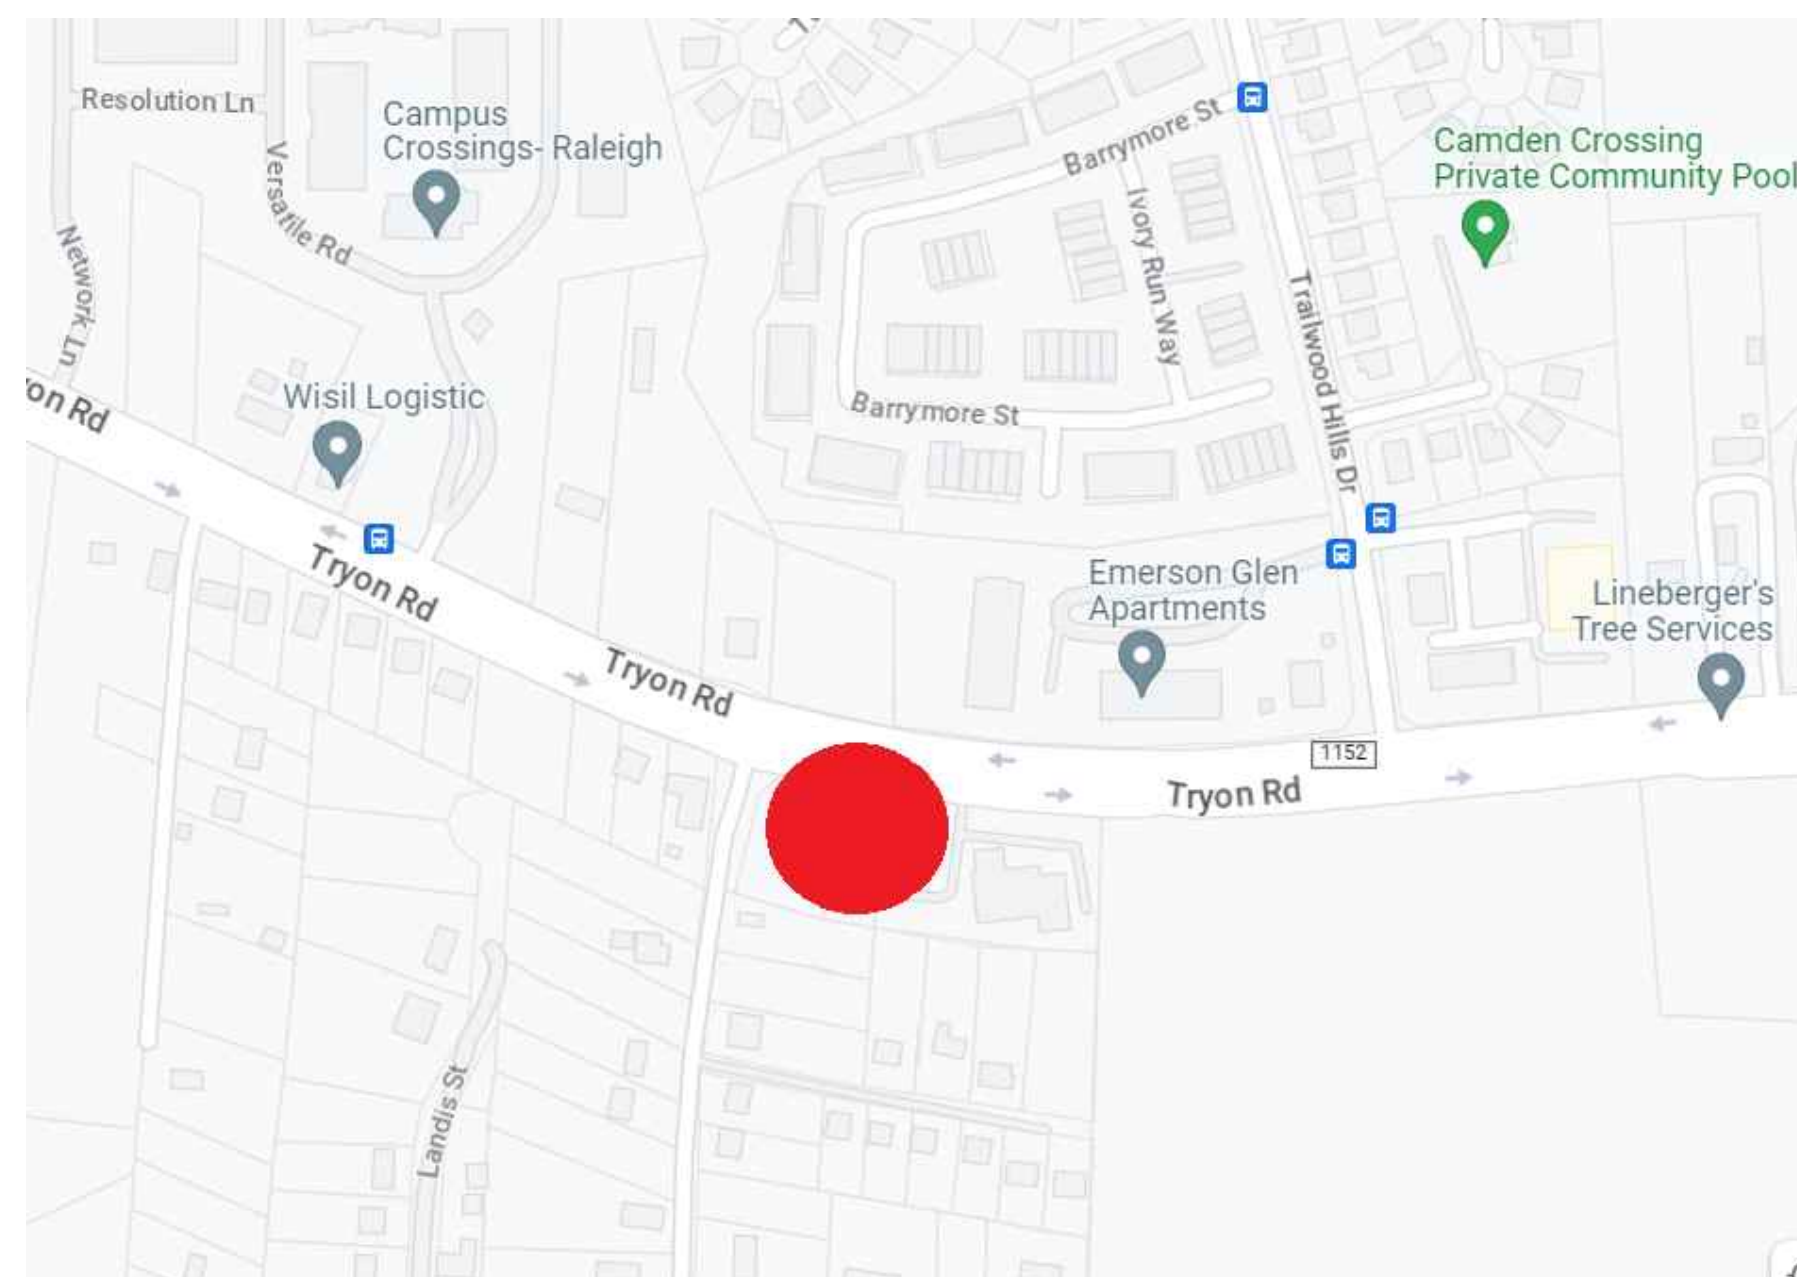 Resolution Ln
Campus
Crossings- Raleigh
Versatile Rd
Network Ln
Barrymore St
Ivory Run Way
Trailwood Hills Dr
Camden Crossing
Private Community Pool
Wisil Logistic
Barrymore St
Tryon Rd
Emerson Glen
Apartments
Lineberger's
Tree Services
Tryon Rd
1152
Tryon Rd
Landis St